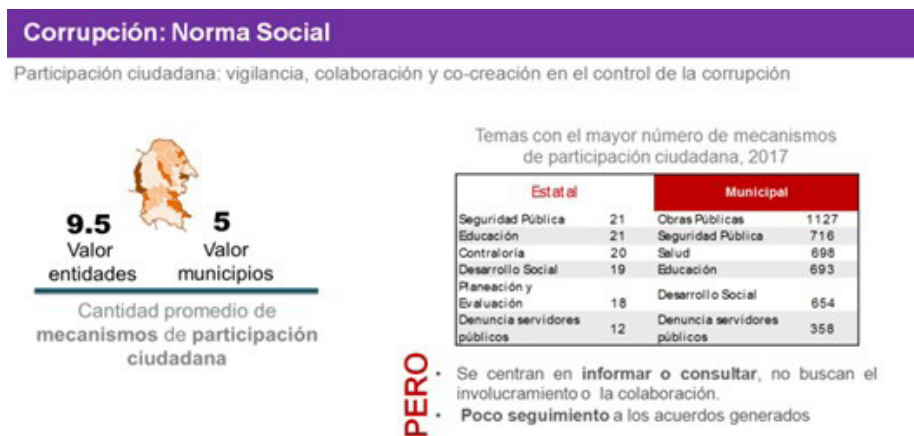 Corrupción: Norma Social
Participación ciudadana: vigilancia, colaboración y co-creación en el control de la corrupción
9.5
Valor
entidades
5
Valor
municipios
Cantidad promedio de
mecanismos de participación
ciudadana
Temas con el mayor número de mecanismos
de participación ciudadana, 2017
Estatal Municipal
Seguridad Pública 21 Obras Públicas 1127
Educación 21 Seguridad Pública 716
Contraloría 20 Salud 698
Desarrollo Social 19 Educación 693
Planeación y
Evaluación 18 Desarrollo Social 654
Denuncia servidores
públicos 12 Denuncia servidores
públicos 358
PERO
• Se centran en informar o consultar, no buscan el
involucramiento o la colaboración.
• Poco seguimiento a los acuerdos generados